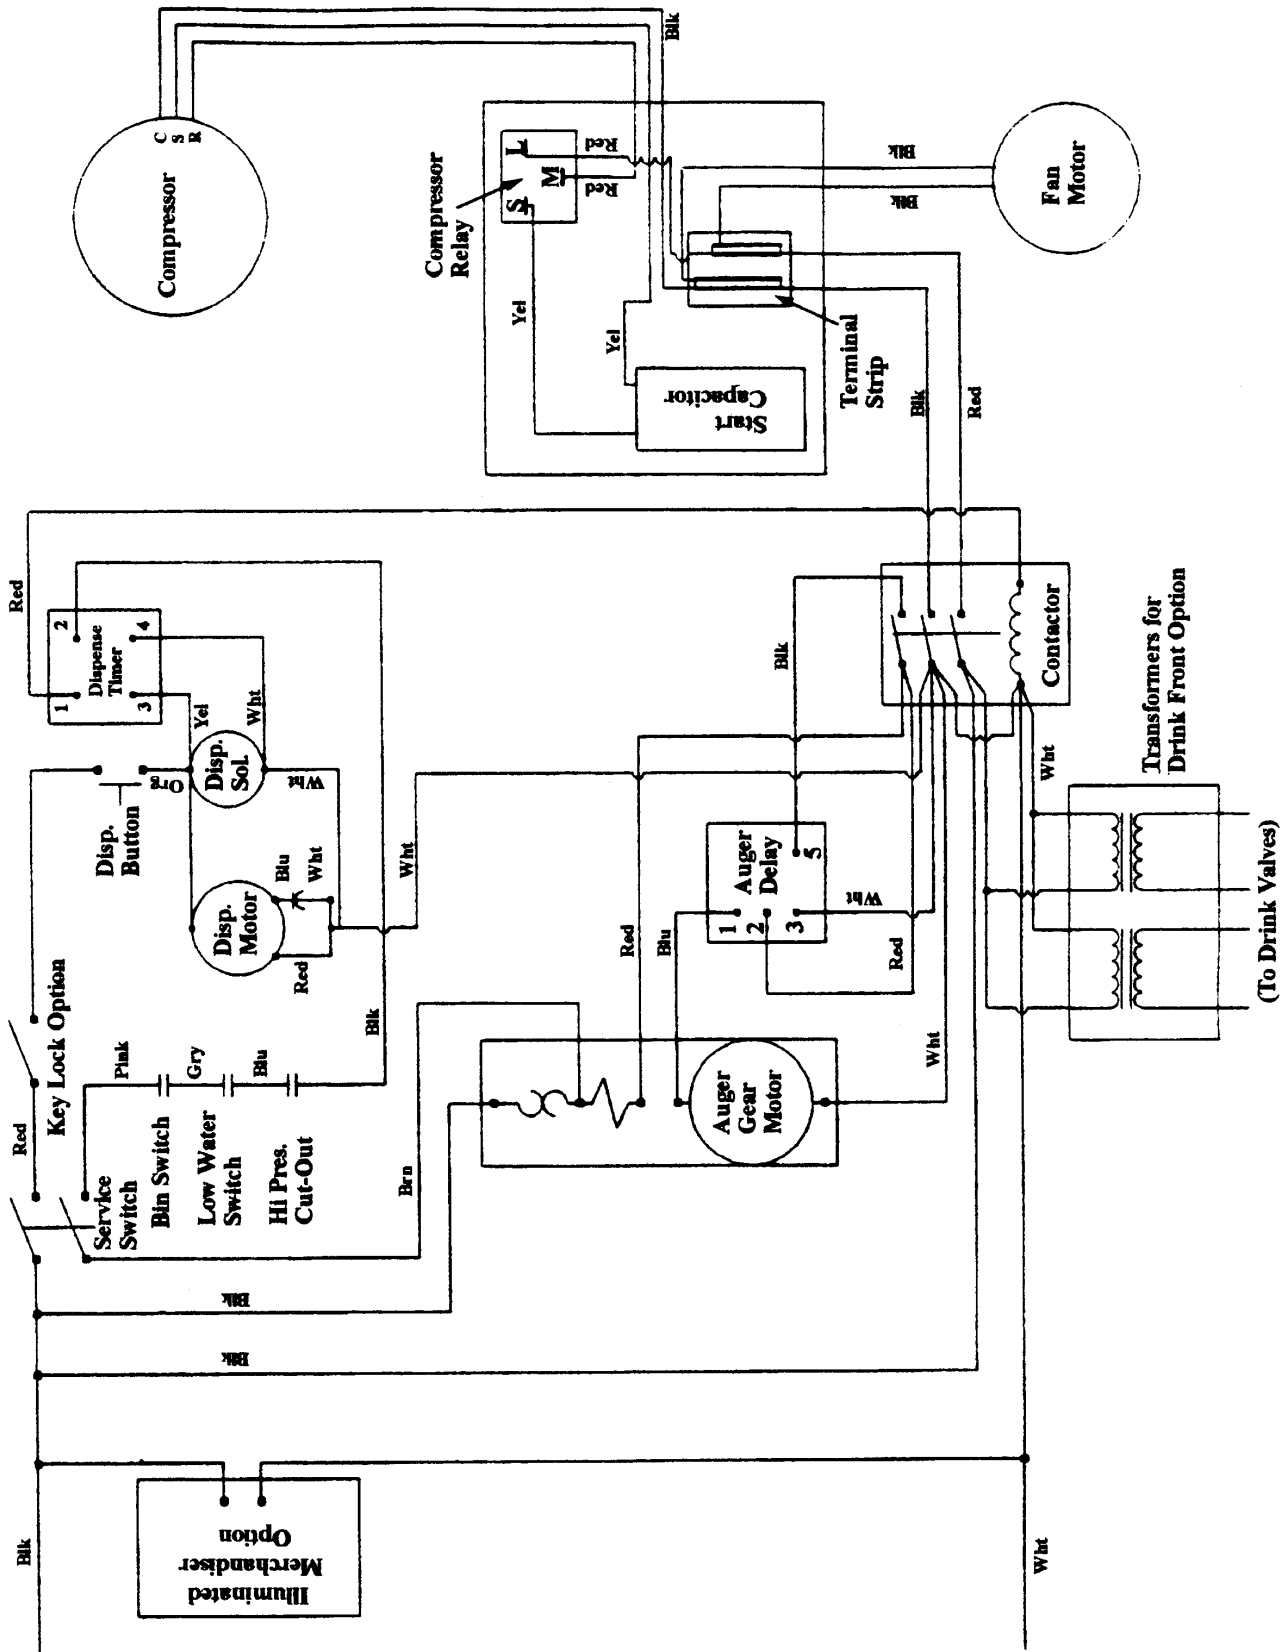 Blk
Illuminated
Merchandiser
Option
Blk
Blk
Red
Service
Switch
Key Lock Option
Pink
Bin Switch
Gry
Low Water
Switch
Blu
Hi Pres.
Cut-Out
Brn
Blk
Disp.
Button
Org
Disp.
Motor
Blu
Wht
Red
Disp.
Sol.
Yel
Wht
Wht
Wht
Red
1
2
3
4
Dispense
Timer
Compressor
C
S
R
Blk
Compressor
Relay
L
M
S
Red
Red
Yel
Yel
Start
Capacitor
Terminal
Strip
Blk
Blk
Fan
Motor
Blk
Red
Auger
Gear
Motor
Red
Blu
Auger
Delay
1
2
3
5
Blk
Wht
Red
Wht
Contactor
Wht
Transformers for
Drink Front Option
(To Drink Valves)
Wht